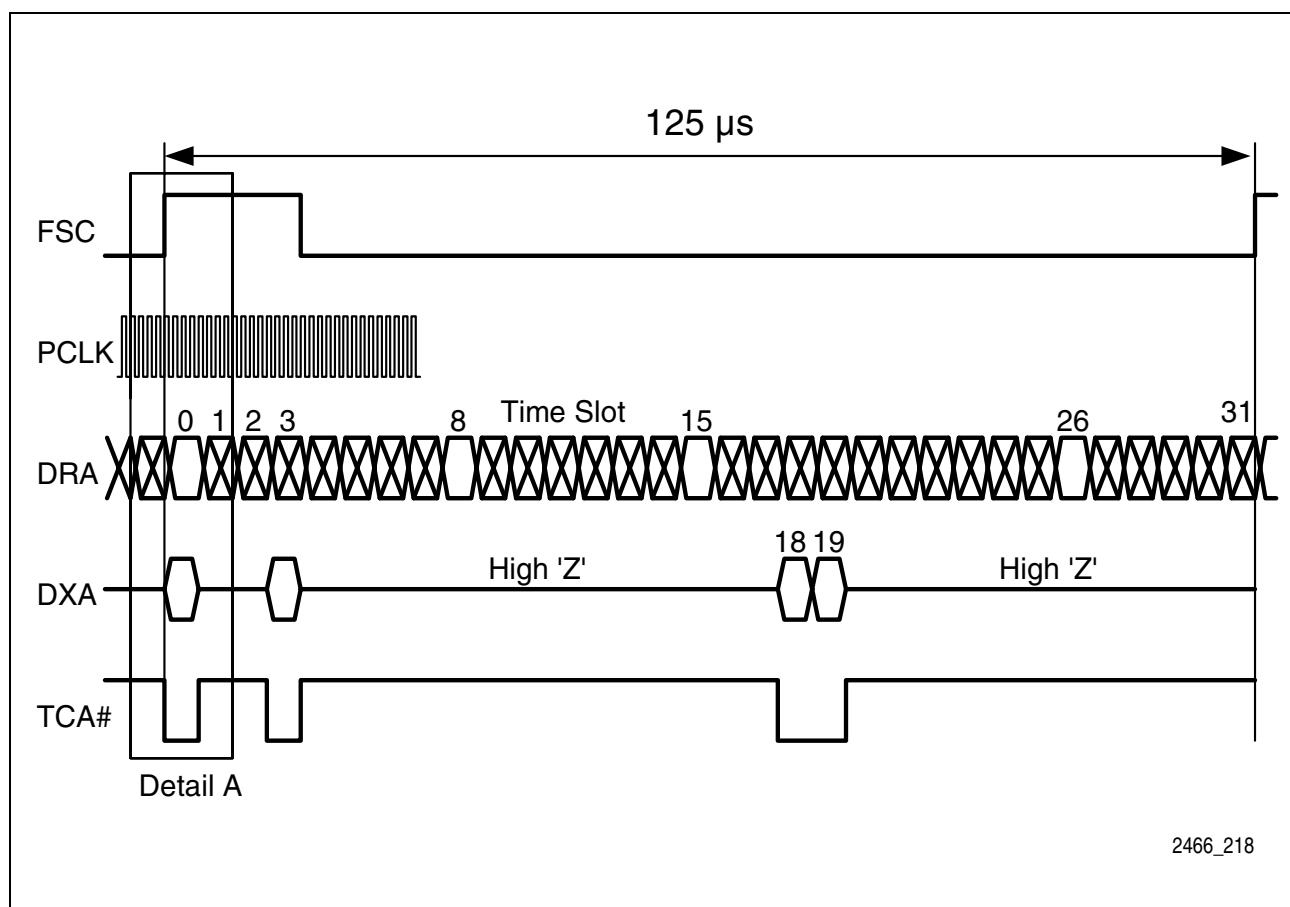 125 µs
FSC
PCLK
Time Slot
0 1 2 3 8 15 26 31
DRA
18 19
High 'Z' High 'Z'
DXA
TCA#
Detail A
2466_218